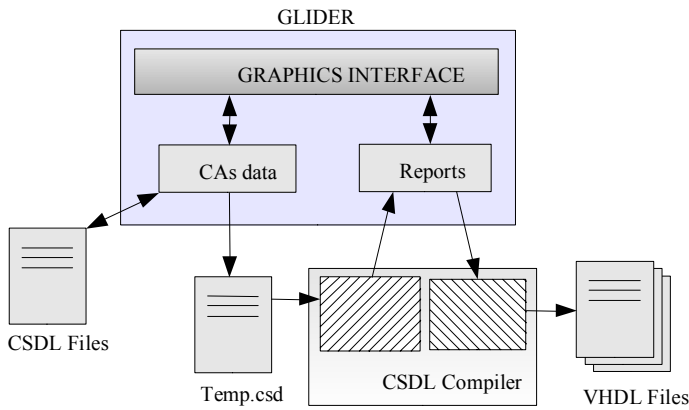 GLIDER
GRAPHICS INTERFACE
CAs data
Reports
CSDL Files
Temp.csd
CSDL Compiler
VHDL Files